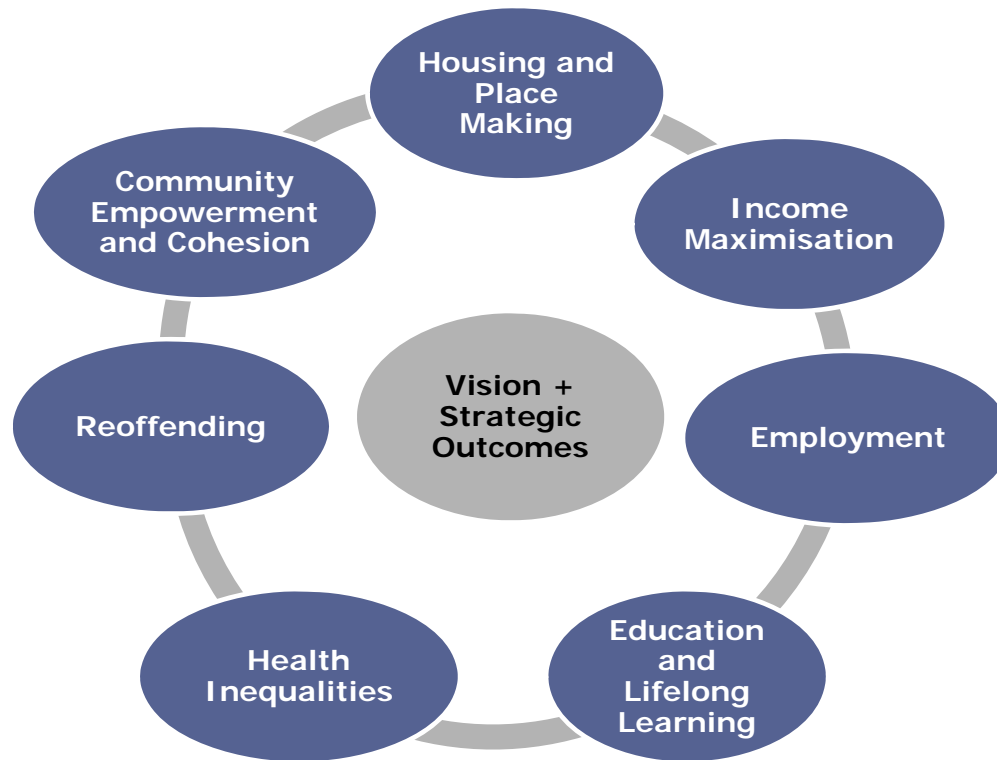 Housing and
Place
Making
Income
Maximisation
Employment
Education
and
Lifelong
Learning
Health
Inequalities
Reoffending
Community
Empowerment
and Cohesion
Vision +
Strategic
Outcomes